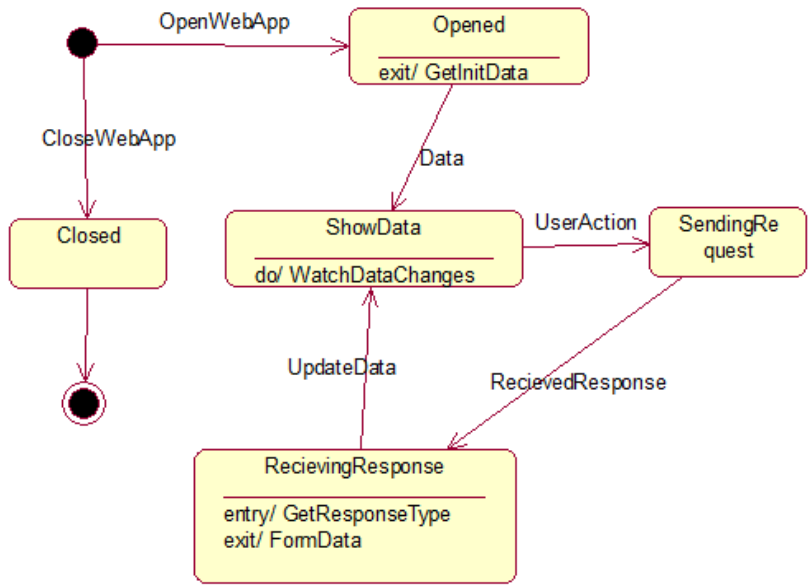 OpenWebApp
Opened
exit/ GetInitData
CloseWebApp
Data
Closed
ShowData
do/ WatchDataChanges
UserAction
SendingRe
quest
UpdateData
RecievedResponse
RecievingResponse
entry/ GetResponseType
exit/ FormData